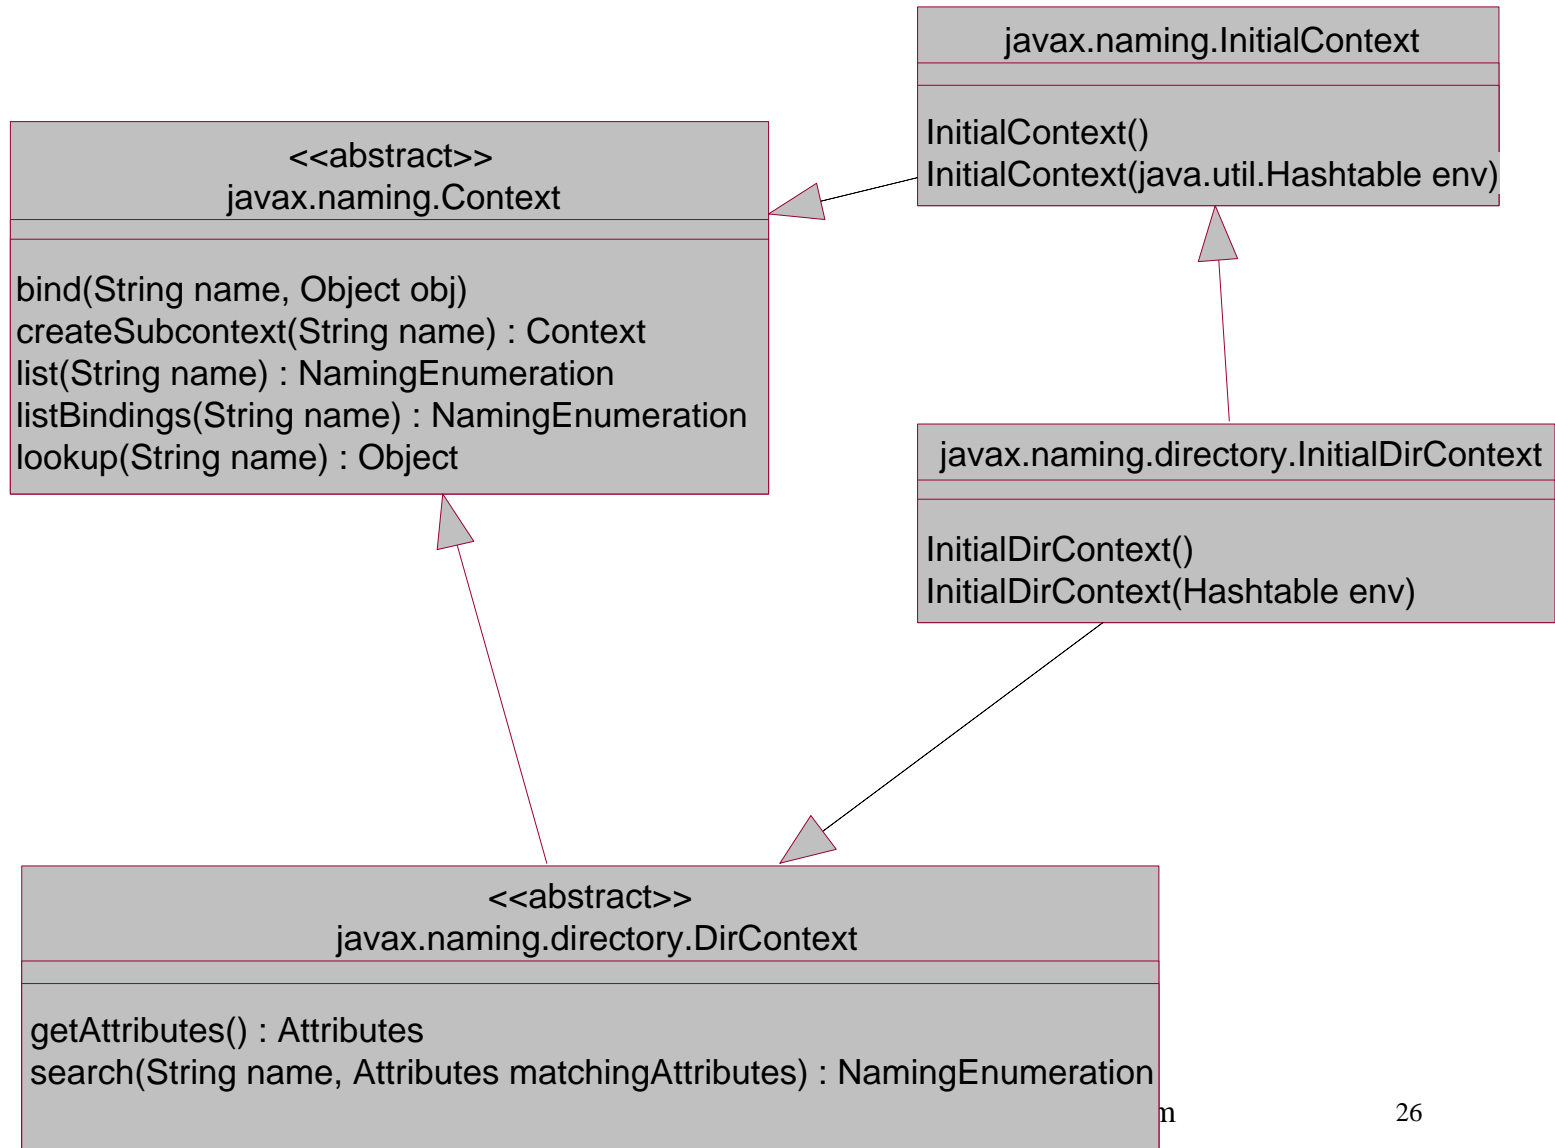 javax.naming.InitialContext
InitialContext()
InitialContext(java.util.Hashtable env)
<<abstract>>
javax.naming.Context
bind(String name, Object obj)
createSubcontext(String name) : Context
list(String name) : NamingEnumeration
listBindings(String name) : NamingEnumeration
lookup(String name) : Object
javax.naming.directory.InitialDirContext
InitialDirContext()
InitialDirContext(Hashtable env)
<<abstract>>
javax.naming.directory.DirContext
getAttributes() : Attributes
search(String name, Attributes matchingAttributes) : NamingEnumeration
26